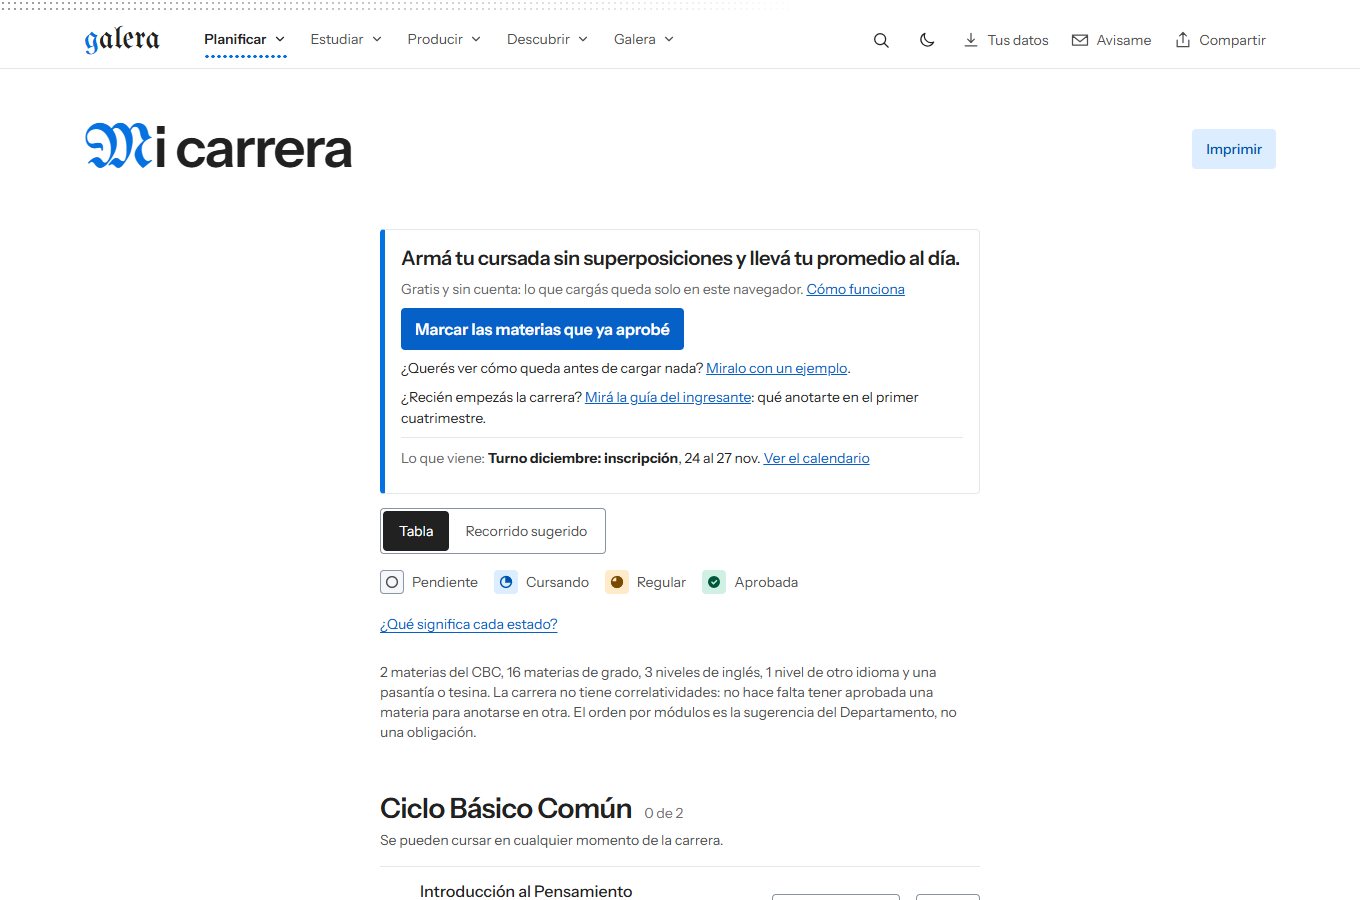 galera
Planificar
Estudiar
Producir
Descubrir
Galera
Tus datos
Avisame
Compartir
Mi carrera
Imprimir
Armá tu cursada sin superposiciones y llevá tu promedio al día.
Gratis y sin cuenta: lo que cargás queda solo en este navegador. Cómo funciona
Marcar las materias que ya aprobé
¿Querés ver cómo queda antes de cargar nada? Miralo con un ejemplo.
¿Recién empezás la carrera? Mirá la guía del ingresante: qué anotarte en el primer
cuatrimestre.
Lo que viene: Turno diciembre: inscripción, 24 al 27 nov. Ver el calendario
Tabla
Recorrido sugerido
Pendiente
Cursando
Regular
Aprobada
¿Qué significa cada estado?
2 materias del CBC, 16 materias de grado, 3 niveles de inglés, 1 nivel de otro idioma y una
pasantía o tesina. La carrera no tiene correlatividades: no hace falta tener aprobada una
materia para anotarse en otra. El orden por módulos es la sugerencia del Departamento, no
una obligación.
Ciclo Básico Común 0 de 2
Se pueden cursar en cualquier momento de la carrera.
Introducción al Pensamiento